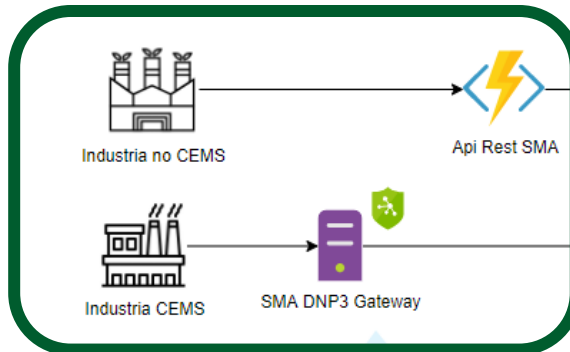 Industria no CEMS
Api Rest SMA
Industria CEMS
SMA DNP3 Gateway